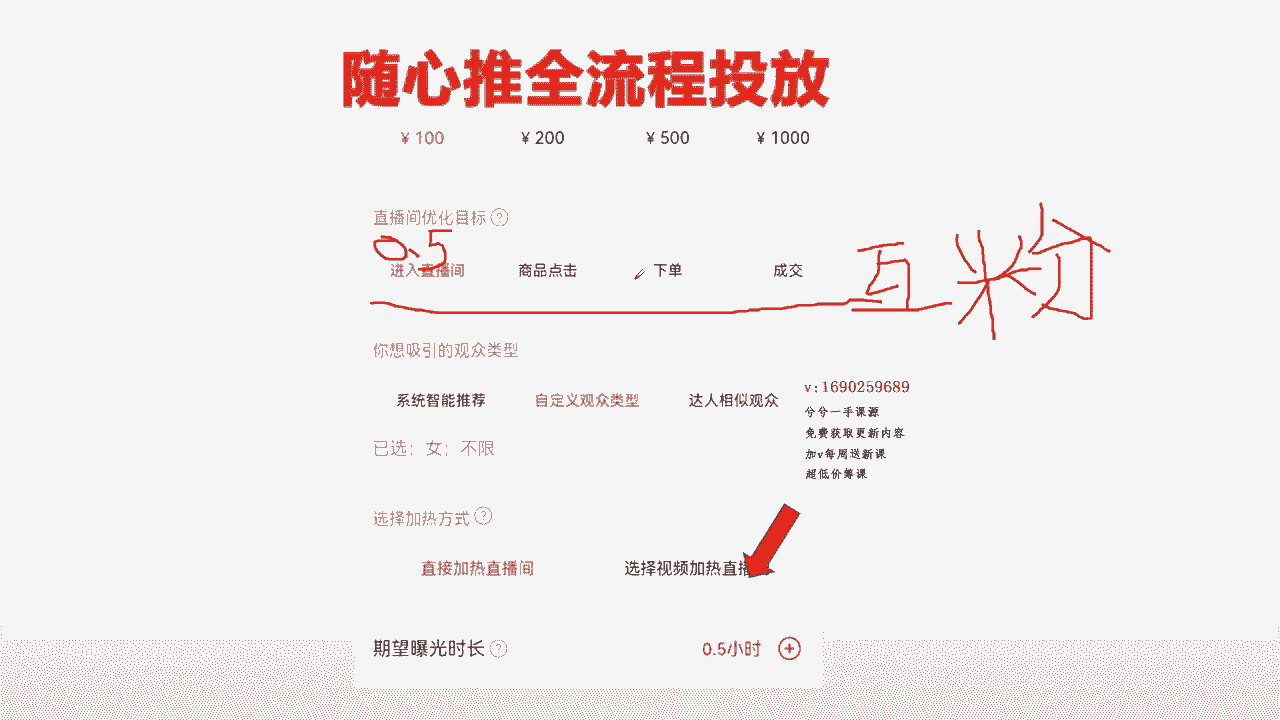 随心推全流程投放
¥ 100 ¥ 200 ¥ 500 ¥ 1000
直播间优化目标 ?
0.5
进入直播间 商品点击 下单 成交
互粉
你想吸引的观众类型
系统智能推荐 自定义观众类型 达人相似观众
v:1690259689
兮兮一手课源
免费获取更新内容
加v每周送新课
超低价筹课
已选：女；不限
选择加热方式 ?
直接加热直播间 选择视频加热直播
期望曝光时长 ? 0.5小时 +